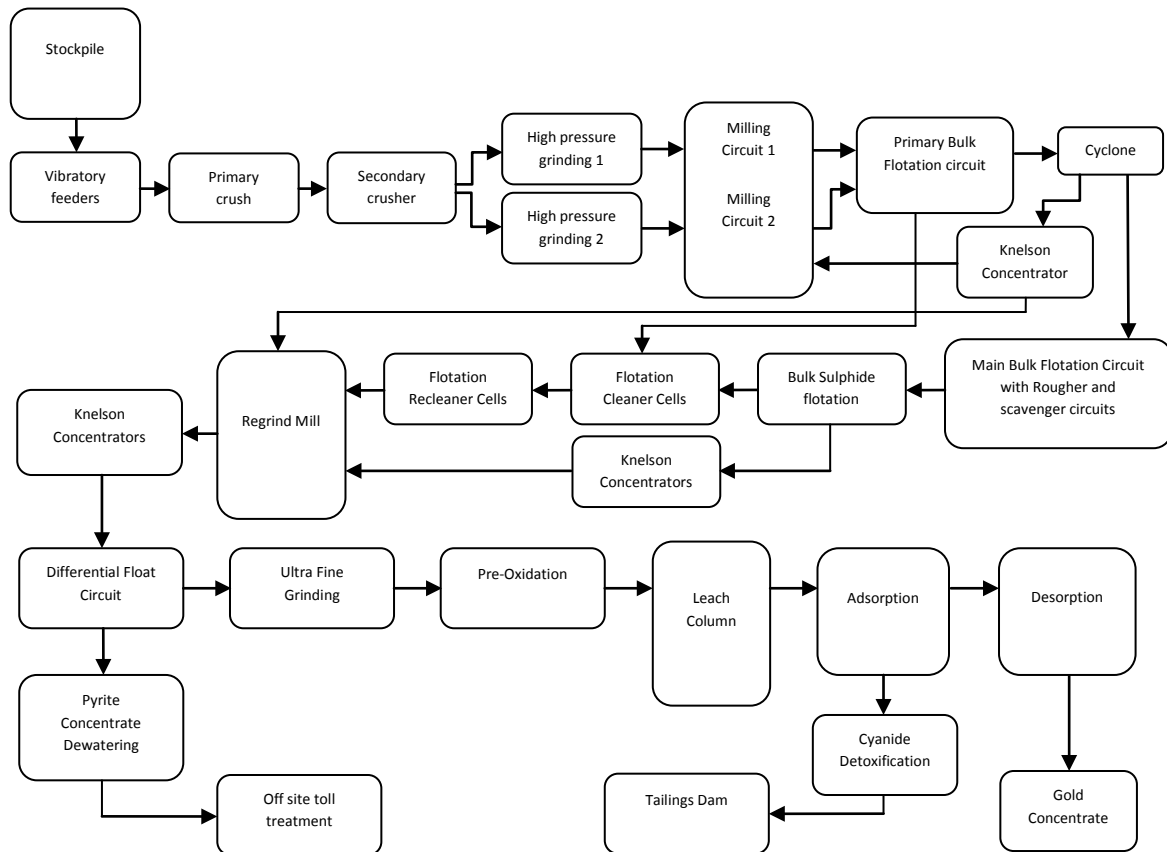 Stockpile
Vibratory
feeders
Primary
crush
Secondary
crusher
High pressure
grinding 1
High pressure
grinding 2
Milling
Circuit 1
Milling
Circuit 2
Primary Bulk
Flotation circuit
Cyclone
Knelson
Concentrator
Main Bulk Flotation Circuit
with Rougher and
scavenger circuits
Bulk Sulphide
flotation
Flotation
Cleaner Cells
Flotation
Recleaner Cells
Knelson
Concentrators
Regrind Mill
Knelson
Concentrators
Differential Float
Circuit
Ultra Fine
Grinding
Pre-Oxidation
Leach
Column
Adsorption
Desorption
Pyrite
Concentrate
Dewatering
Off site toll
treatment
Cyanide
Detoxification
Tailings Dam
Gold
Concentrate